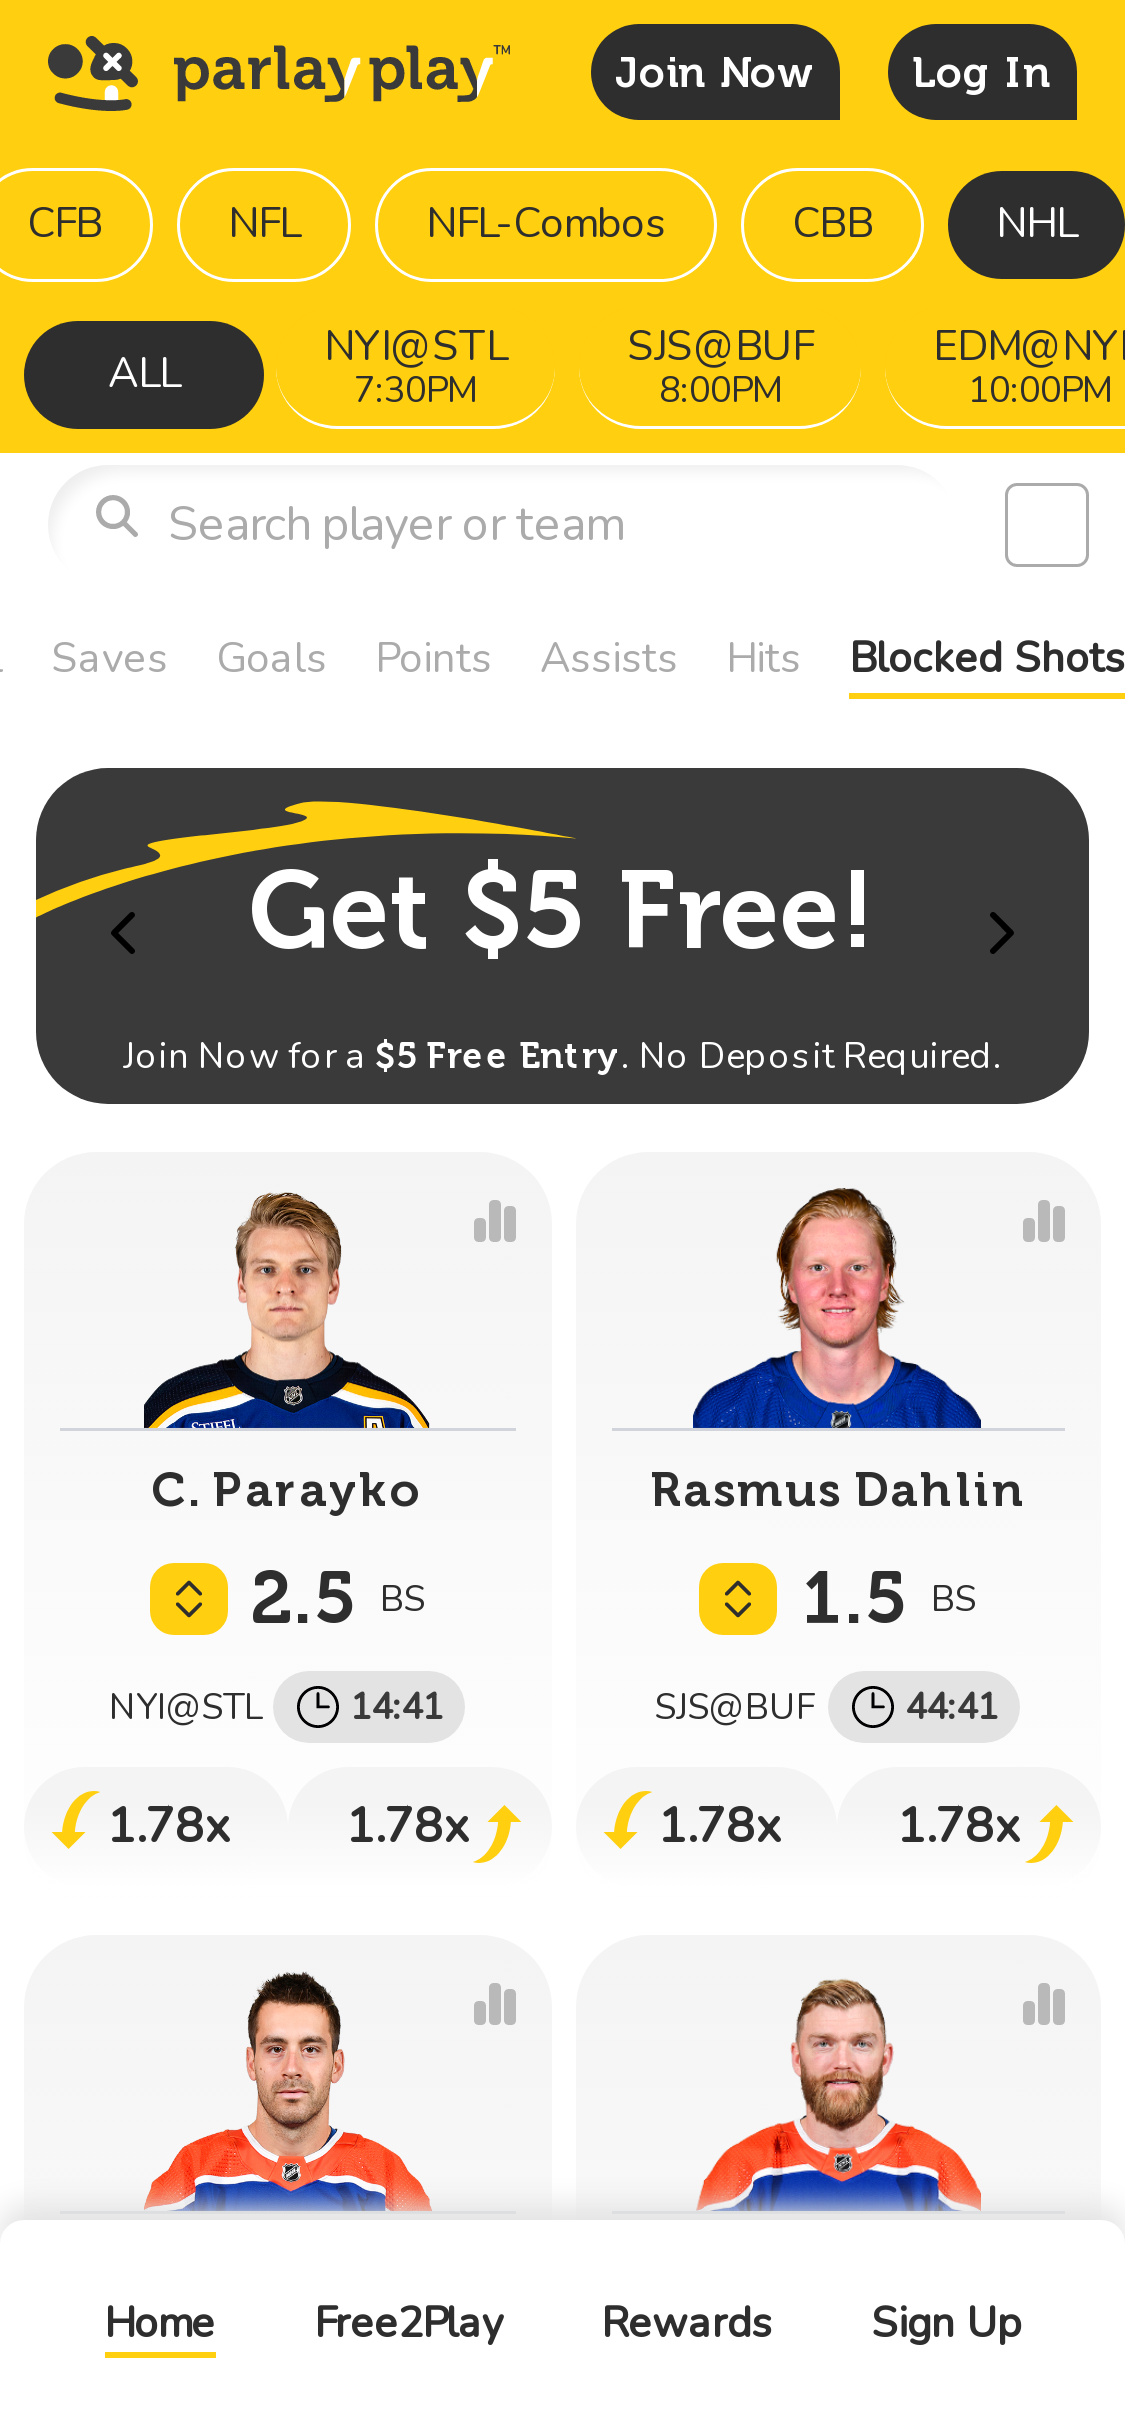 parlay play™
Join Now
Log In
CFB
NFL
NFL-Combos
CBB
NHL
ALL
NYI@STL
7:30PM
SJS@BUF
8:00PM
EDM@NY
10:00PM
Search player or team
Saves
Goals
Points
Assists
Hits
Blocked Shots
Get $5 Free!
Join Now for a $5 Free Entry. No Deposit Required.
STIFEL
C. Parayko
Rasmus Dahlin
2.5 BS
1.5 BS
NYI@STL 14:41
SJS@BUF 44:41
1.78x
1.78x
1.78x
1.78x
Home
Free2Play
Rewards
Sign Up